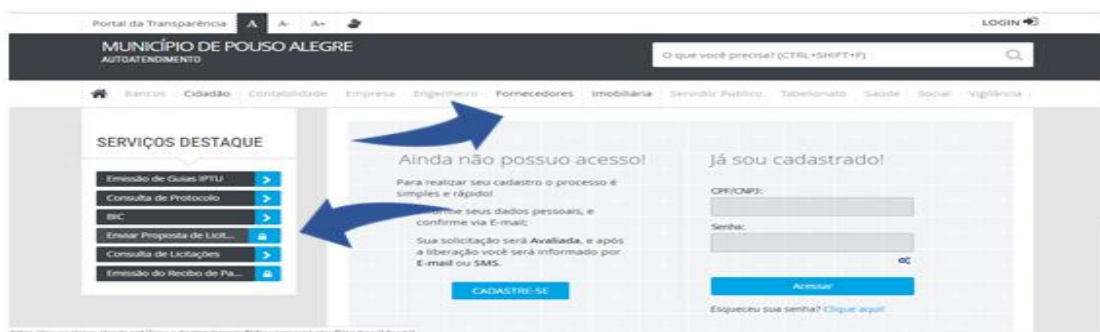 Portal da Transparência A A- A+
LOGIN
MUNICÍPIO DE POUSO ALEGRE
AUTOATENDIMENTO
O que você precisa? (CTRL+SHIFT+F)
Bancos Cidadão Contabilidade Empresa Engenheiro Fornecedores Imobiliária Servidor Público Tabelionato Saúde Social Vigilância
SERVIÇOS DESTAQUE
Emissão de Guias IPTU
Consulta de Protocolo
BIC
Enviar Proposta de Licit...
Consulta de Licitações
Emissão do Recibo de Pa...
Ainda não possuo acesso!
Para realizar seu cadastro o processo é
simples e rápido!
seus dados pessoais, e
confirme via E-mail;
Sua solicitação será Avaliada, e após
a liberação você será informado por
E-mail ou SMS.
CADASTRE-SE
Já sou cadastrado!
CPF/CNPJ:
Senha:
Acessar
Esqueceu sua senha? Clique aqui!